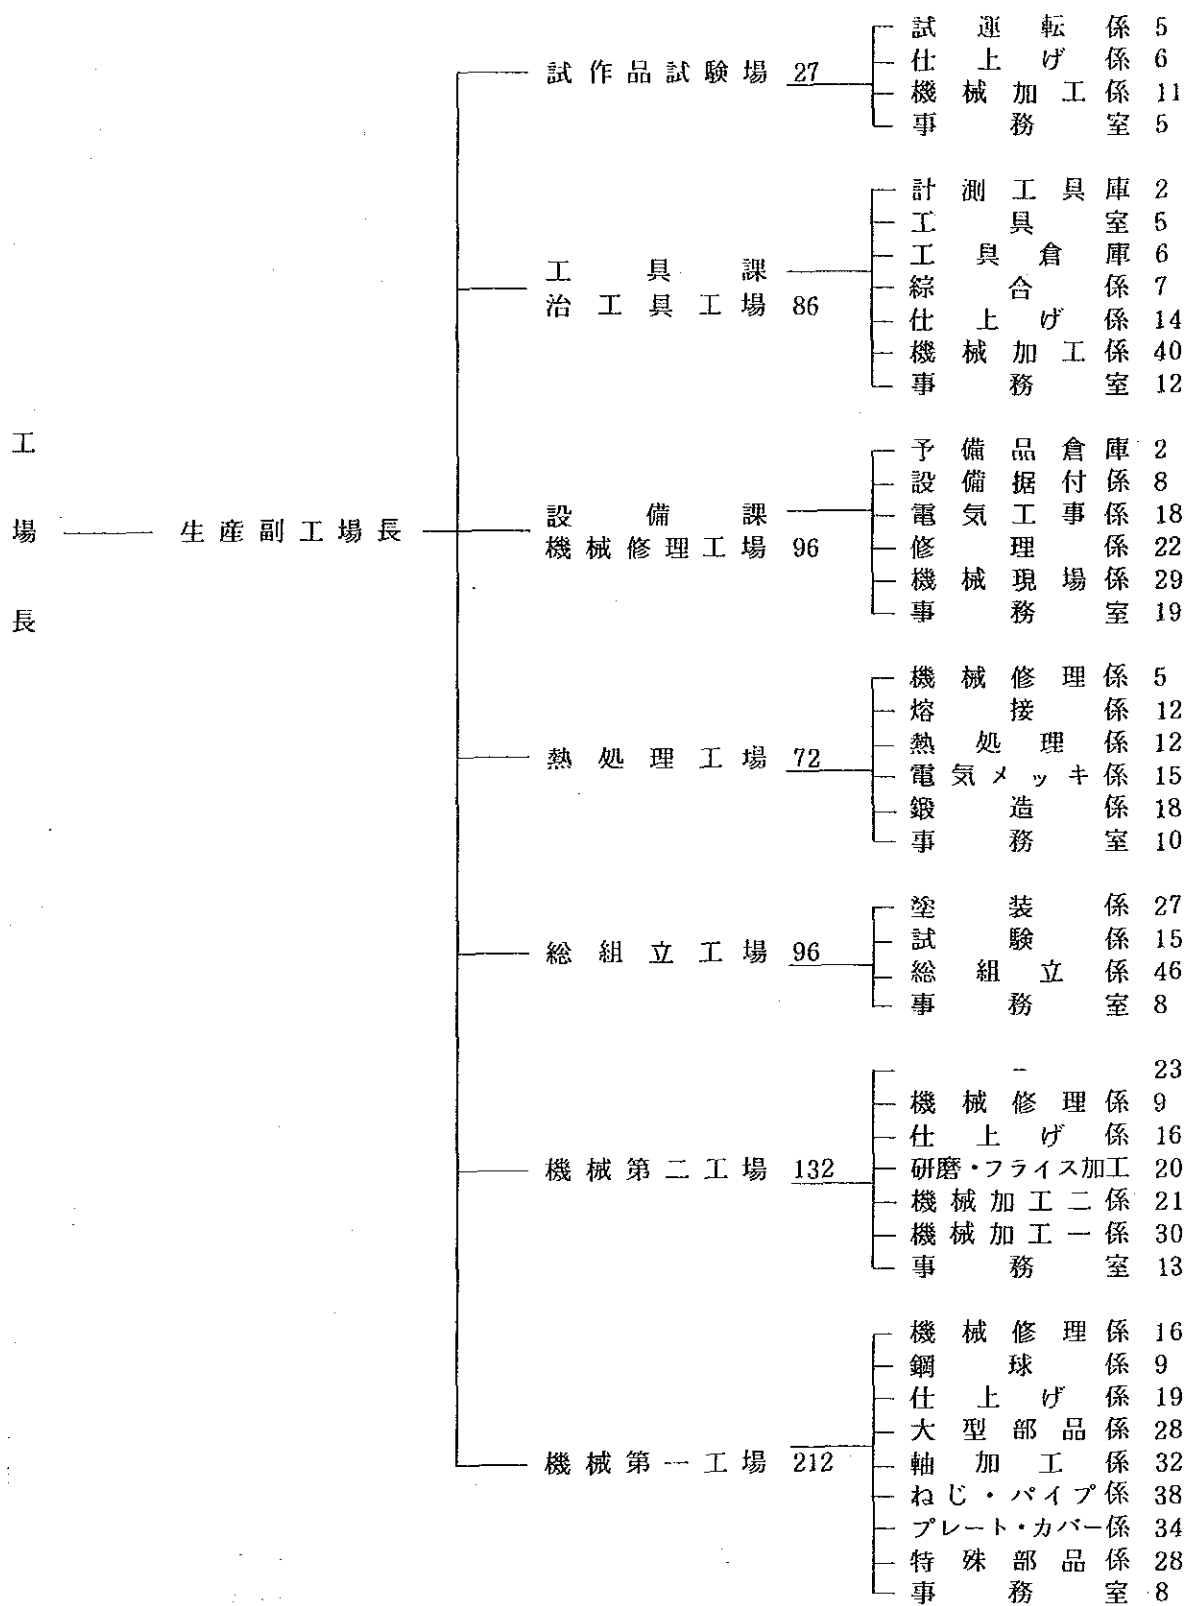 試運転係 5
仕上げ係 6
試作品試験場 27
機械加工係 11
事務室 5
計測工具庫 2
工具室 5
工具倉庫 6
工具課
綜合係 7
治工具工場 86
仕上げ係 14
機械加工係 40
事務室 12
工場長
生産副工場長
予備品倉庫 2
設備据付係 8
設備課
電気工事係 18
機械修理工場 96
修理係 22
機械現場係 29
事務室 19
機械修理係 5
熔接係 12
熱処理工場 72
熱処理係 12
電気メッキ係 15
鍛造係 18
事務室 10
塗装係 27
試験係 15
総組立工場 96
総組立係 46
事務室 8
- 23
機械修理係 9
仕上げ係 16
機械第二工場 132
研磨・フライス加工 20
機械加工二係 21
機械加工一係 30
事務室 13
機械修理係 16
鋼球係 9
仕上げ係 19
大型部品係 28
機械第一工場 212
軸加工係 32
ねじ・パイプ係 38
プレート・カバー係 34
特殊部品係 28
事務室 8